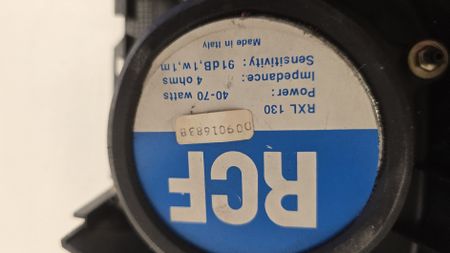 RCF
RXL 130
Power: 40-70 watts
Impedance: 4 ohms
Sensitivity: 91dB,1w,1m
Made in Italy